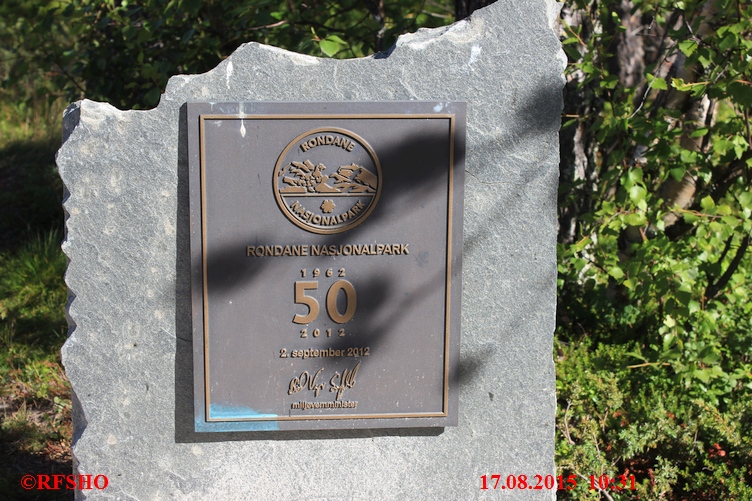 RONDANE
NASJONALPARK
RONDANE NASJONALPARK
1962
50
2012
2. september 2012
miljøvernminister
©RFSHO
17.08.2015 10:31